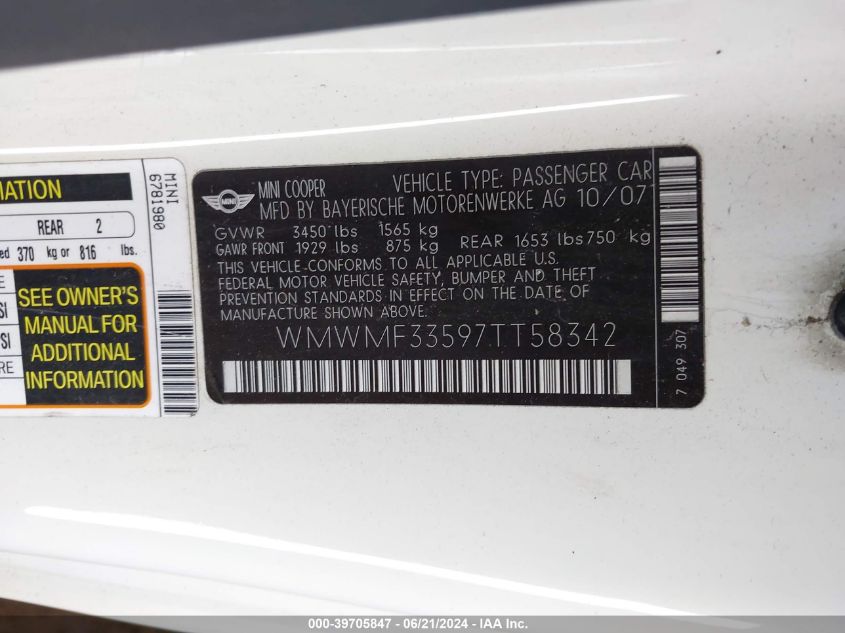 MATION
REAR 2
ed 370 kg or 816 lbs.
E
SI
SI
RE
SEE OWNER'S
MANUAL FOR
ADDITIONAL
INFORMATION
MINI
6781980
MINI
MINI COOPER VEHICLE TYPE: PASSENGER CAR
MFD BY BAYERISCHE MOTORENWERKE AG 10/07
GVWR 3450 lbs 1565 kg
GAWR FRONT 1929 lbs 875 kg REAR 1653 lbs 750 kg
THIS VEHICLE CONFORMS TO ALL APPLICABLE U.S.
FEDERAL MOTOR VEHICLE SAFETY, BUMPER AND THEFT
PREVENTION STANDARDS IN EFFECT ON THE DATE OF
MANUFACTURE SHOWN ABOVE.
WMWMF33597TT58342
7 049 307
000-39705847 - 06/21/2024 - IAA, Inc.